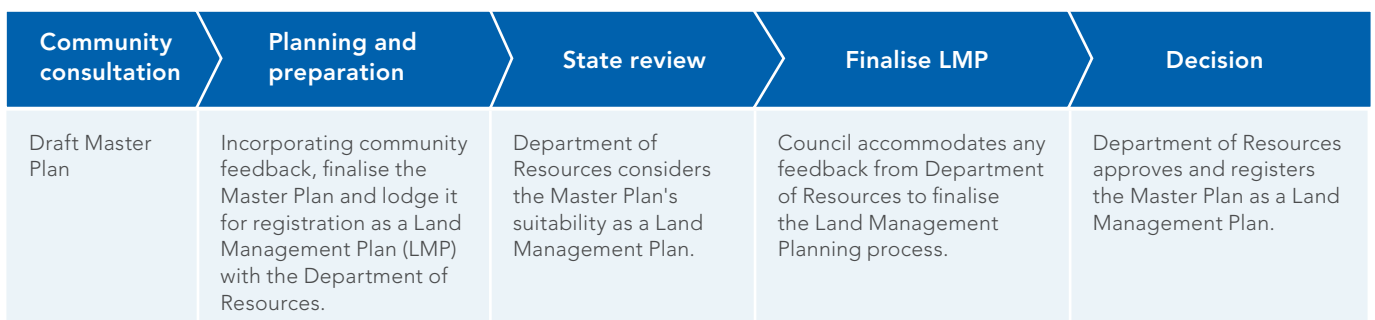 Community
consultation
Planning and
preparation
State review
Finalise LMP
Decision
Draft Master
Plan
Incorporating community
feedback, finalise the
Master Plan and lodge it
for registration as a Land
Management Plan (LMP)
with the Department of
Resources.
Department of
Resources considers
the Master Plan's
suitability as a Land
Management Plan.
Council accommodates any
feedback from Department
of Resources to finalise
the Land Management
Planning process.
Department of Resources
approves and registers
the Master Plan as a Land
Management Plan.